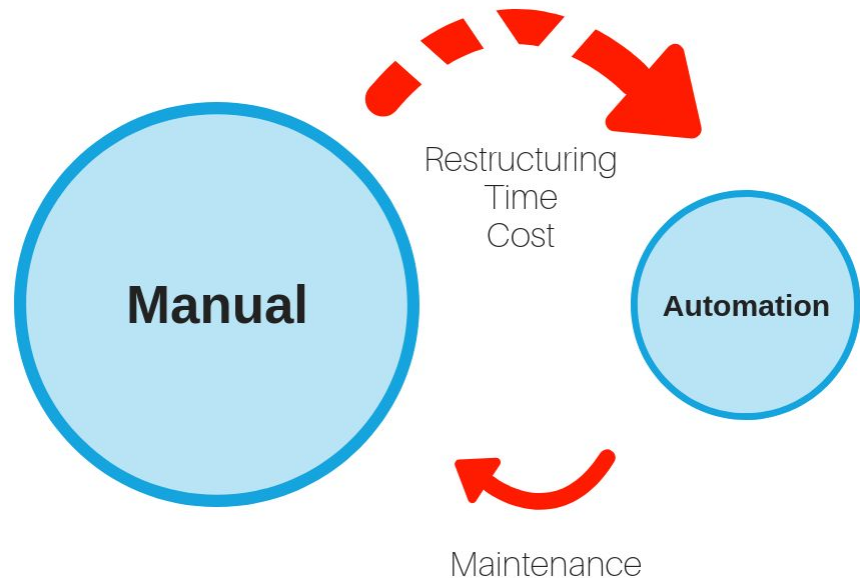 Restructuring
Time
Cost
Manual
Automation
Maintenance